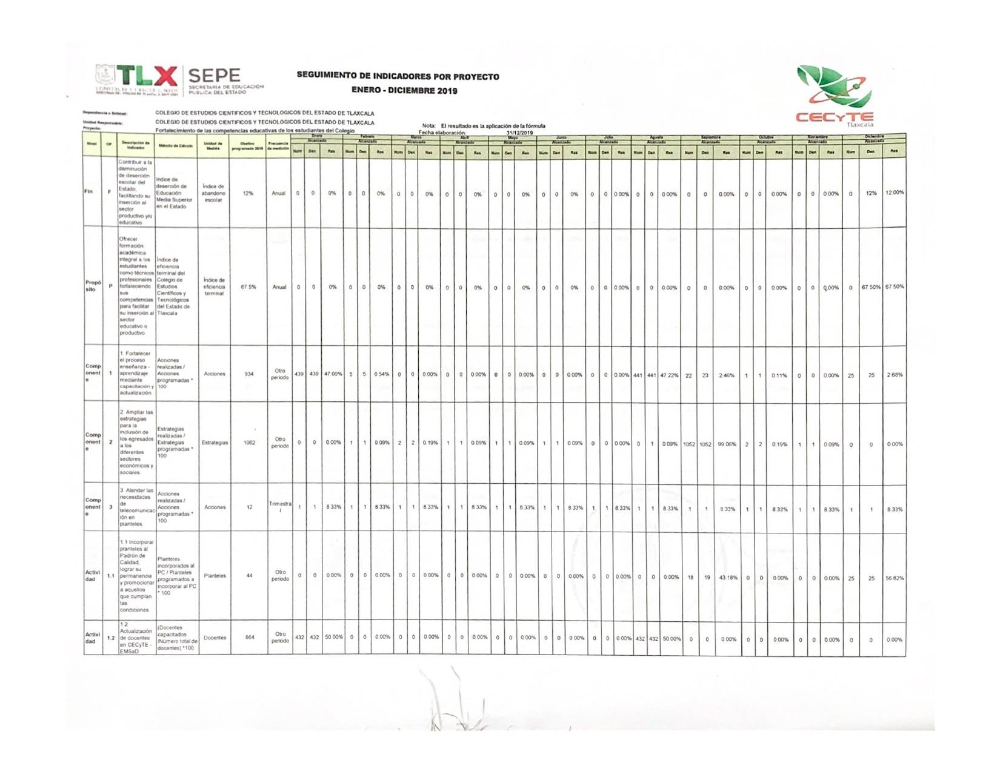 TLX SEPE
SECRETARÍA DE EDUCACIÓN
PÚBLICA DEL ESTADO
CONSTRUIR Y CRECER JUNTOS
SEGUIMIENTO DE INDICADORES POR PROYECTO
ENERO - DICIEMBRE 2019
CECyTE
Tlaxcala
Dependencia o Entidad: COLEGIO DE ESTUDIOS CIENTIFICOS Y TECNOLOGICOS DEL ESTADO DE TLAXCALA
Unidad Responsable: COLEGIO DE ESTUDIOS CIENTIFICOS Y TECNOLOGICOS DEL ESTADO DE TLAXCALA
Proyecto: Fortalecimiento de las competencias educativas de los estudiantes del Colegio
Nota: El resultado es la aplicación de la fórmula
Fecha elaboración: 31/12/2019
Enero Febrero Marzo Abril Mayo Junio Julio Agosto Septiembre Octubre Noviembre Diciembre
Alcanzado Alcanzado Alcanzado Alcanzado Alcanzado Alcanzado Alcanzado Alcanzado Alcanzado Alcanzado Alcanzado Alcanzado
Nivel Descripción de Indicador Método de Cálculo Unidad de Medida Obetivo programado 2019 Frecuencia de medición
Num Den Res Num Den Res Num Den Res Num Den Res Num Den Res Num Den Res Num Den Res Num Den Res Num Den Res Num Den Res Num Den Res Num Den Res
Fin F
Contribuir a la
disminución
de deserción
escolar del
Estado,
facilitando su
inserción al
sector
productivo y/o
educativo.
Indice de
deserción de
Educación
Media Superior
en el Estado
Índice de
abandono
escolar
12% Anual 0 0 0% 0 0 0% 0 0 0% 0 0 0% 0 0 0% 0 0 0% 0 0 0.00% 0 0 0.00% 0 0 0.00% 0 0 0.00% 0 0 0.00% 0 12% 12.00%
Propó
sito
P
Ofrecer
formación
académica
integral a los
estudiantes
como técnicos
profesionales
fortaleciendo
sus
competencias
para facilitar
su inserción al
sector
educativo o
productivo
Índice de
eficiencia
terminal del
Colegio de
Estudios
Científicos y
Tecnológicos
del Estado de
Tlaxcala
Índice de
eficiencia
terminal
67.5% Anual 0 0 0% 0 0 0% 0 0 0% 0 0 0% 0 0 0% 0 0 0% 0 0 0.00% 0 0 0.00% 0 0 0.00% 0 0 0.00% 0 0 0.00% 0 67.50% 67.50%
Comp
onent
e
1
1. Fortalecer
el proceso
enseñanza -
aprendizaje
mediante
capacitación y
actualización.
Acciones
realizadas /
Acciones
programadas *
100
Acciones 934
Otro
periodo
439 439 47.00% 5 5 0.54% 0 0 0.00% 0 0 0.00% 0 0 0.00% 0 0 0.00% 0 0 0.00% 441 441 47.22% 22 23 2.46% 1 1 0.11% 0 0 0.00% 25 25 2.68%
Comp
onent
e
2
2. Ampliar las
estrategias
para la
inclusión de
los egresados
a los
diferentes
sectores
económicos y
sociales.
Estrategias
realizadas /
Estrategias
programadas *
100
Estrategias 1062
Otro
periodo
0 0 0.00% 1 1 0.09% 2 2 0.19% 1 1 0.09% 1 1 0.09% 1 1 0.09% 0 0 0.00% 0 1 0.09% 1052 1052 99.06% 2 2 0.19% 1 1 0.09% 0 0 0.00%
Comp
onent
e
3
3. Atender las
necesidades
de
telecomunicac
ión en
planteles.
Acciones
realizadas /
Acciones
programadas *
100
Acciones 12
Trimestra
l
1 1 8.33% 1 1 8.33% 1 1 8.33% 1 1 8.33% 1 1 8.33% 1 1 8.33% 1 1 8.33% 1 1 8.33% 1 1 8.33% 1 1 8.33% 1 1 8.33% 1 1 8.33%
Activi
dad
1.1
1.1 Incorporar
planteles al
Padrón de
Calidad,
lograr su
permanencia
y promocionar
a aquellos
que cumplan
las
condiciones.
Planteles
incorporados al
PC / Planteles
programados a
incorporar al PC
* 100
Planteles 44
Otro
periodo
0 0 0.00% 0 0 0.00% 0 0 0.00% 0 0 0.00% 0 0 0.00% 0 0 0.00% 0 0 0.00% 0 0 0.00% 18 19 43.18% 0 0 0.00% 0 0 0.00% 25 25 56.82%
Activi
dad
1.2
1.2
Actualización
de docentes
en CECyTE -
EMSaD.
(Docentes
capacitados
/Número total de
docentes) *100
Docentes 864
Otro
periodo
432 432 50.00% 0 0 0.00% 0 0 0.00% 0 0 0.00% 0 0 0.00% 0 0 0.00% 0 0 0.00% 432 432 50.00% 0 0 0.00% 0 0 0.00% 0 0 0.00% 0 0 0.00%